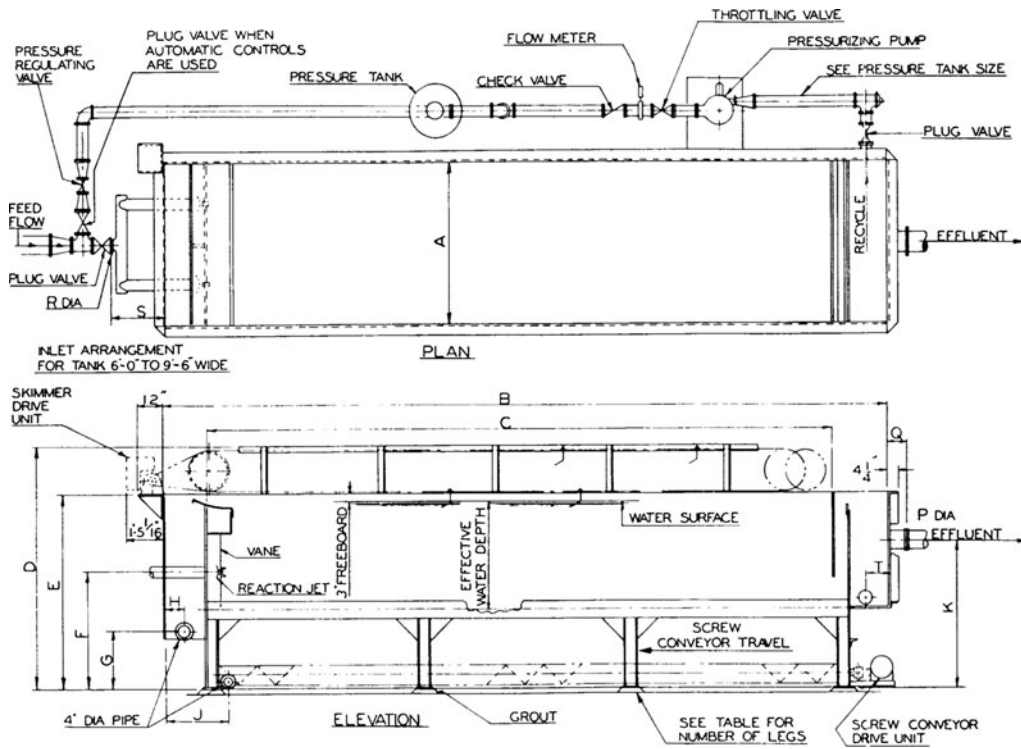 THROTTLING VALVE
FLOW METER
PRESSURIZING PUMP
PLUG VALVE WHEN
AUTOMATIC CONTROLS
ARE USED
PRESSURE
REGULATING
VALVE
PRESSURE TANK
CHECK VALVE
SEE PRESSURE TANK SIZE
PLUG VALVE
FEED
FLOW
A
RECYCLE
EFFLUENT
PLUG VALVE
R DIA
S
INLET ARRANGEMENT
FOR TANK 6'-0" TO 9'-6" WIDE
PLAN
SKIMMER
DRIVE
UNIT
12"
B
C
Q
4 1/4"
D
E
F
G
H
J
1'-5 1/16
VANE
REACTION JET
3" FREEBOARD
EFFECTIVE
WATER DEPTH
WATER SURFACE
P DIA
EFFLUENT
T
K
SCREW
CONVEYOR TRAVEL
4" DIA PIPE
ELEVATION
GROUT
SEE TABLE FOR
NUMBER OF LEGS
SCREW CONVEYOR
DRIVE UNIT